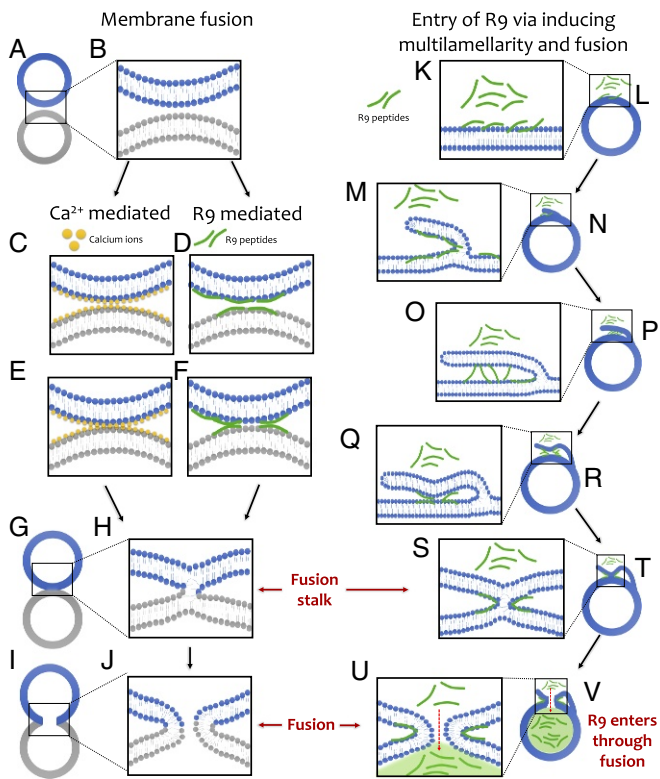 Membrane fusion
Entry of R9 via inducing
multilamellarity and fusion
A
B
K
L
R9 peptides
M
N
Ca²⁺ mediated
R9 mediated
Calcium ions
R9 peptides
C
D
O
P
E
F
Q
R
G
H
S
T
Fusion
stalk
I
J
U
V
Fusion
R9 enters
through
fusion